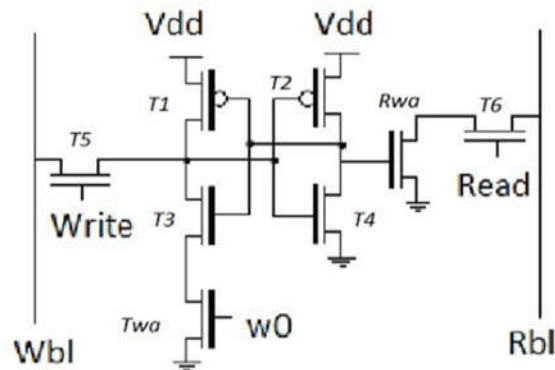 Vdd
Vdd
T1
T2
Rwa
T6
T5
Read
Write
T3
T4
Twa
w0
Wbl
Rbl